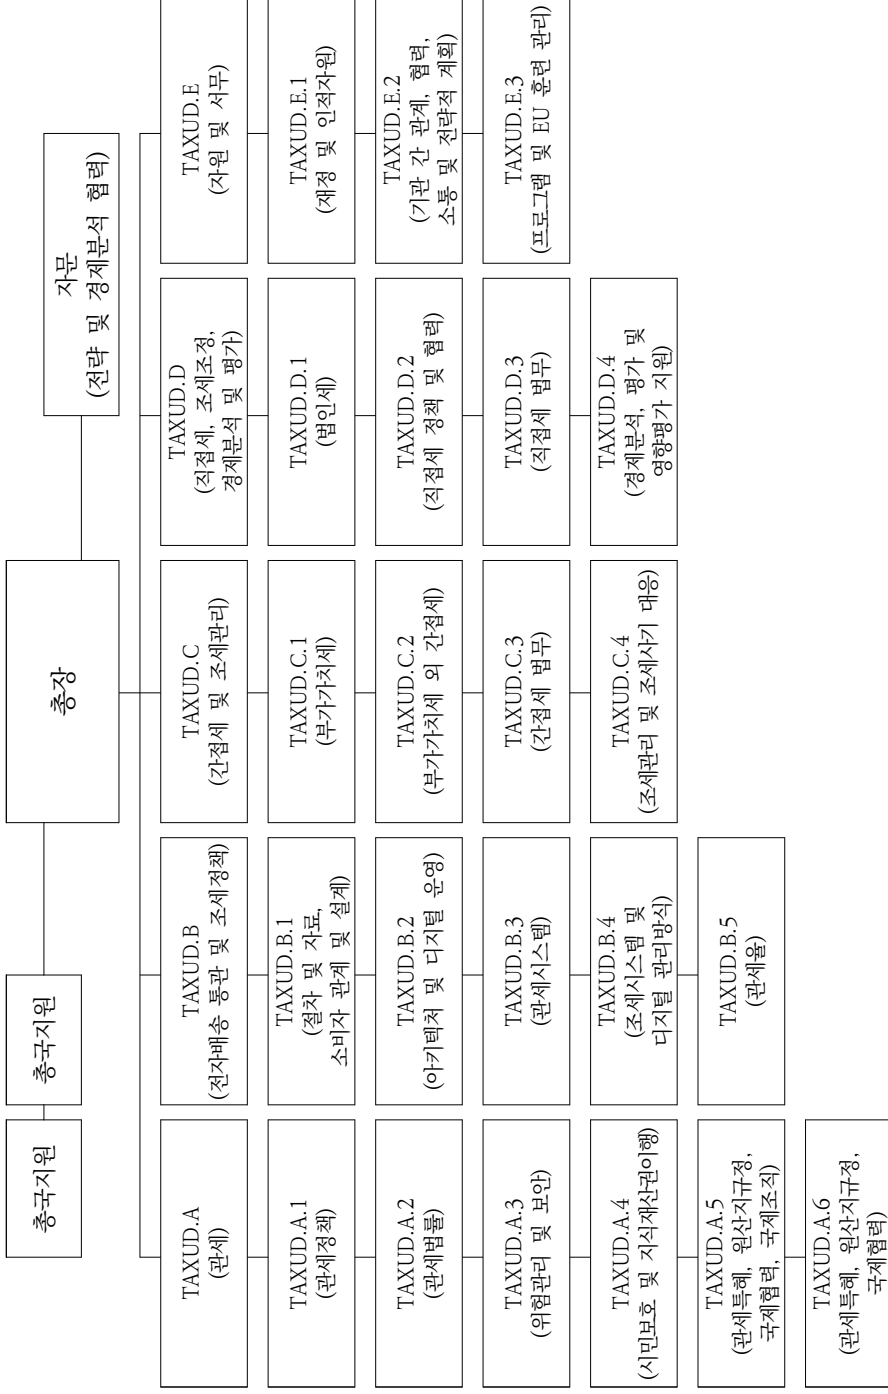 총국지원
총국지원
총장
자문
(전략 및 경제분석 협력)
TAXUD.A
(관세)
TAXUD.A.1
(관세정책)
TAXUD.A.2
(관세법률)
TAXUD.A.3
(위험관리 및 보안)
TAXUD.A.4
(시민보호 및 지식재산권이행)
TAXUD.A.5
(관세특혜, 원산지규정,
국제협력, 국제조직)
TAXUD.A.6
(관세특혜, 원산지규정,
국제협력)
TAXUD.B
(전자배송 통관 및 조세정책)
TAXUD.B.1
(절차 및 자료,
소비자 관계 및 설계)
TAXUD.B.2
(아키텍처 및 디지털 운영)
TAXUD.B.3
(관세시스템)
TAXUD.B.4
(조세시스템 및
디지털 관리방식)
TAXUD.B.5
(관세율)
TAXUD.C
(간접세 및 조세관리)
TAXUD.C.1
(부가가치세)
TAXUD.C.2
(부가가치세 외 간접세)
TAXUD.C.3
(간접세 법무)
TAXUD.C.4
(조세관리 및 조세사기 대응)
TAXUD.D
(직접세, 조세조정,
경제분석 및 평가)
TAXUD.D.1
(법인세)
TAXUD.D.2
(직접세 정책 및 협력)
TAXUD.D.3
(직접세 법무)
TAXUD.D.4
(경제분석, 평가 및
영향평가 지원)
TAXUD.E
(자원 및 서무)
TAXUD.E.1
(재정 및 인적자원)
TAXUD.E.2
(기관 간 관계, 협력,
소통 및 전략적 계획)
TAXUD.E.3
(프로그램 및 EU 훈련 관리)